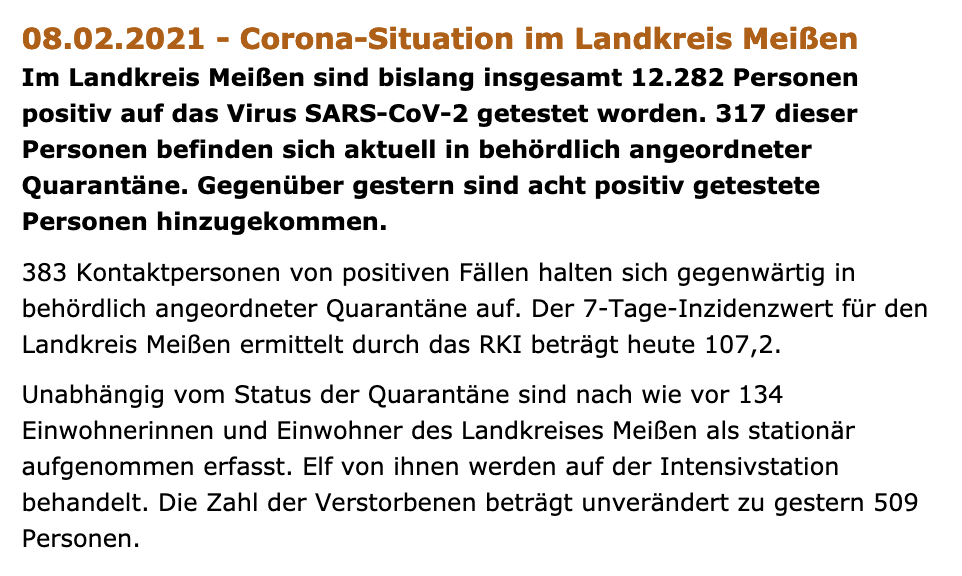 08.02.2021 - Corona-Situation im Landkreis Meißen
Im Landkreis Meißen sind bislang insgesamt 12.282 Personen
positiv auf das Virus SARS-CoV-2 getestet worden. 317 dieser
Personen befinden sich aktuell in behördlich angeordneter
Quarantäne. Gegenüber gestern sind acht positiv getestete
Personen hinzugekommen.
383 Kontaktpersonen von positiven Fällen halten sich gegenwärtig in
behördlich angeordneter Quarantäne auf. Der 7-Tage-Inzidenzwert für den
Landkreis Meißen ermittelt durch das RKI beträgt heute 107,2.
Unabhängig vom Status der Quarantäne sind nach wie vor 134
Einwohnerinnen und Einwohner des Landkreises Meißen als stationär
aufgenommen erfasst. Elf von ihnen werden auf der Intensivstation
behandelt. Die Zahl der Verstorbenen beträgt unverändert zu gestern 509
Personen.